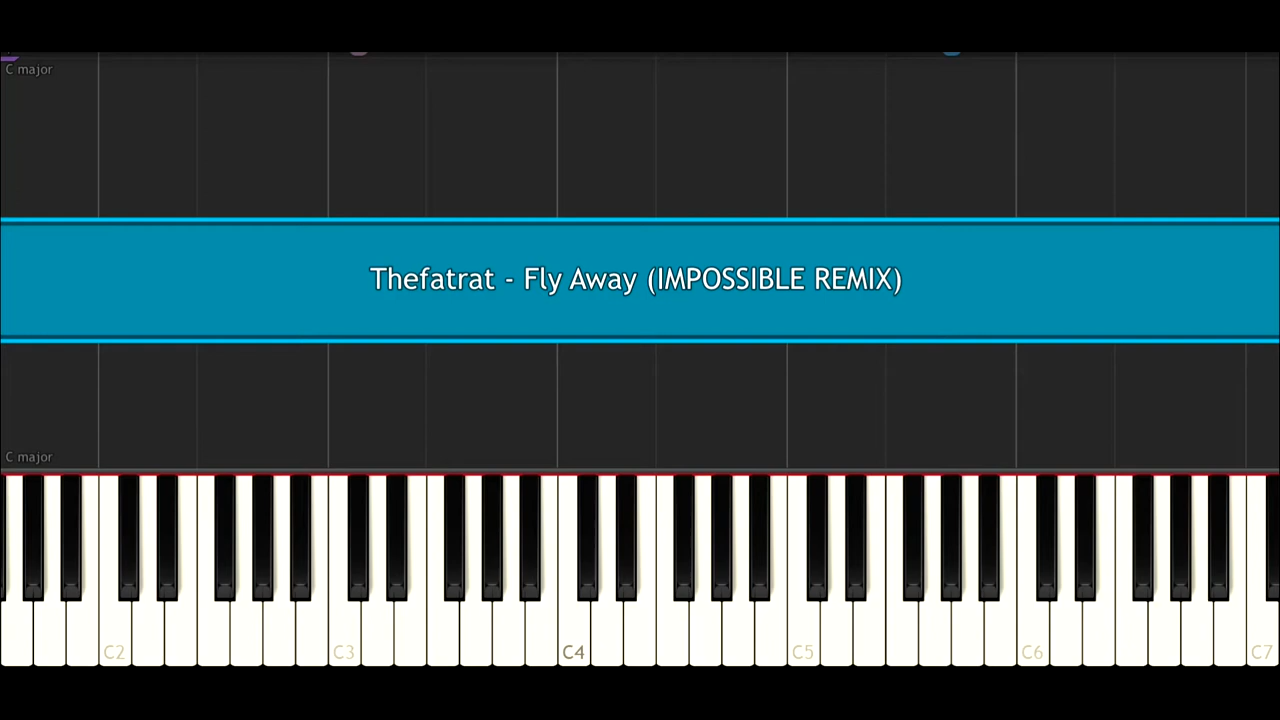 C major
Thefatrat - Fly Away (IMPOSSIBLE REMIX)
C major
C2 C3 C4 C5 C6 C7